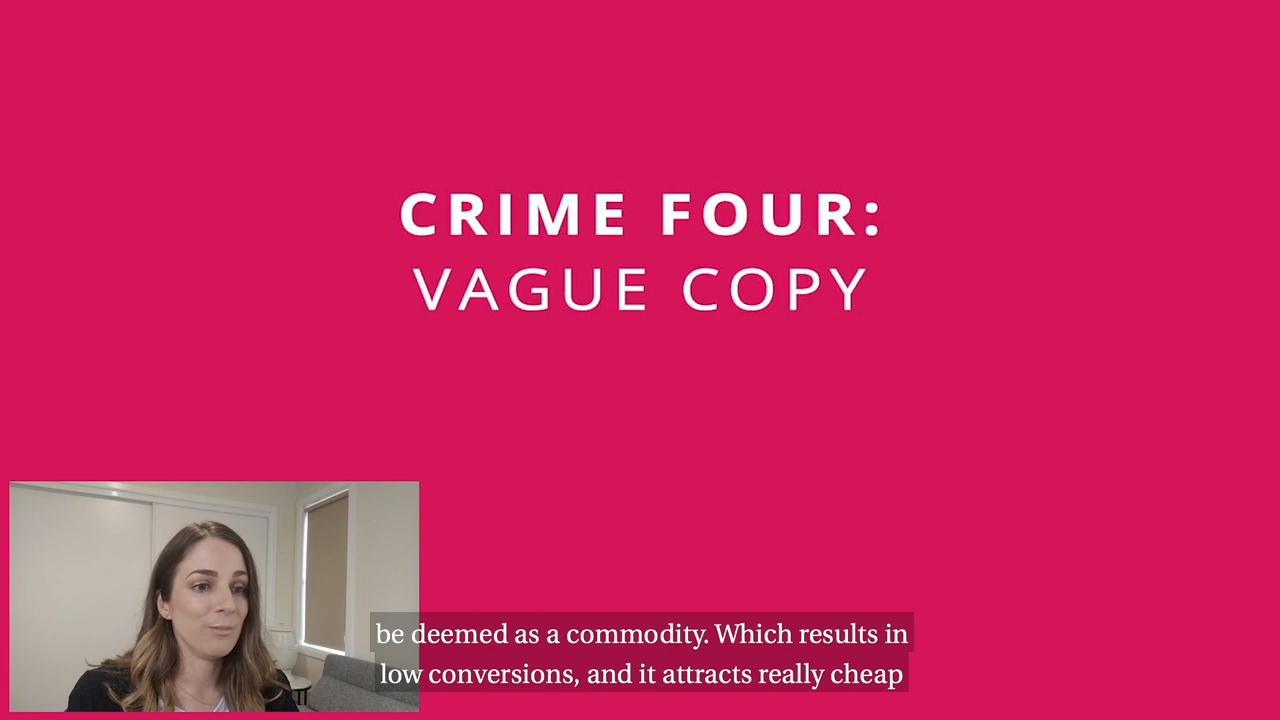 CRIME FOUR:
VAGUE COPY
be deemed as a commodity. Which results in
low conversions, and it attracts really cheap